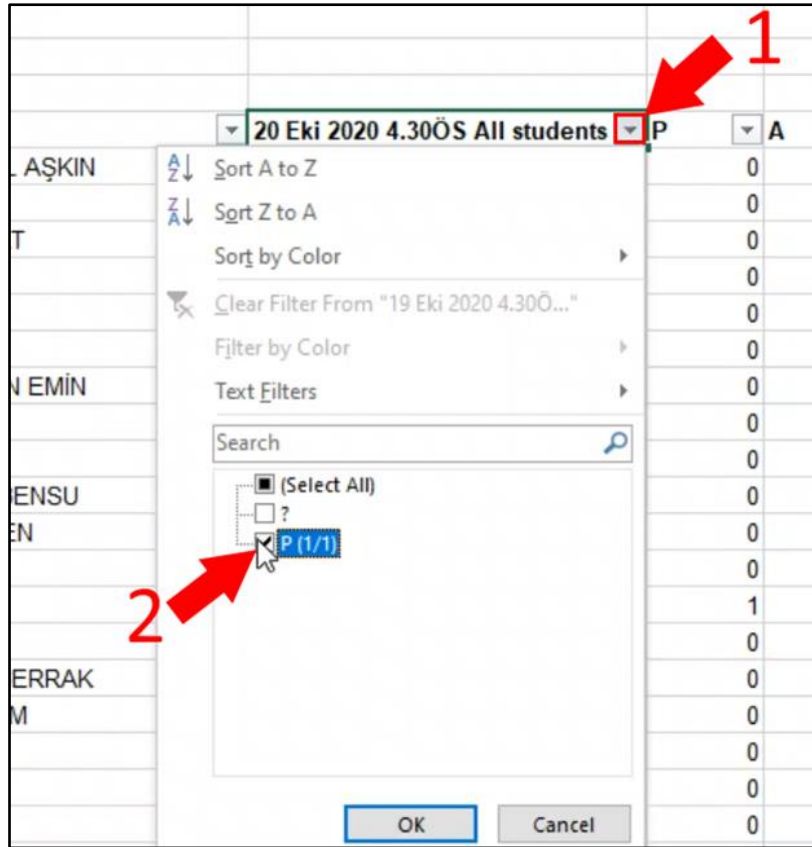 1
20 Eki 2020 4.30ÖS All students P A
AŞKIN Sort A to Z 0
Sort Z to A 0
T Sort by Color 0
0
Clear Filter From "19 Eki 2020 4.30Ö..." 0
Filter by Color 0
N EMİN Text Filters 0
0
Search 0
BENSU (Select All) 0
EN ? 0
P (1/1) 0
1
2 0
ERRAK 0
M 0
0
0
OK Cancel 0